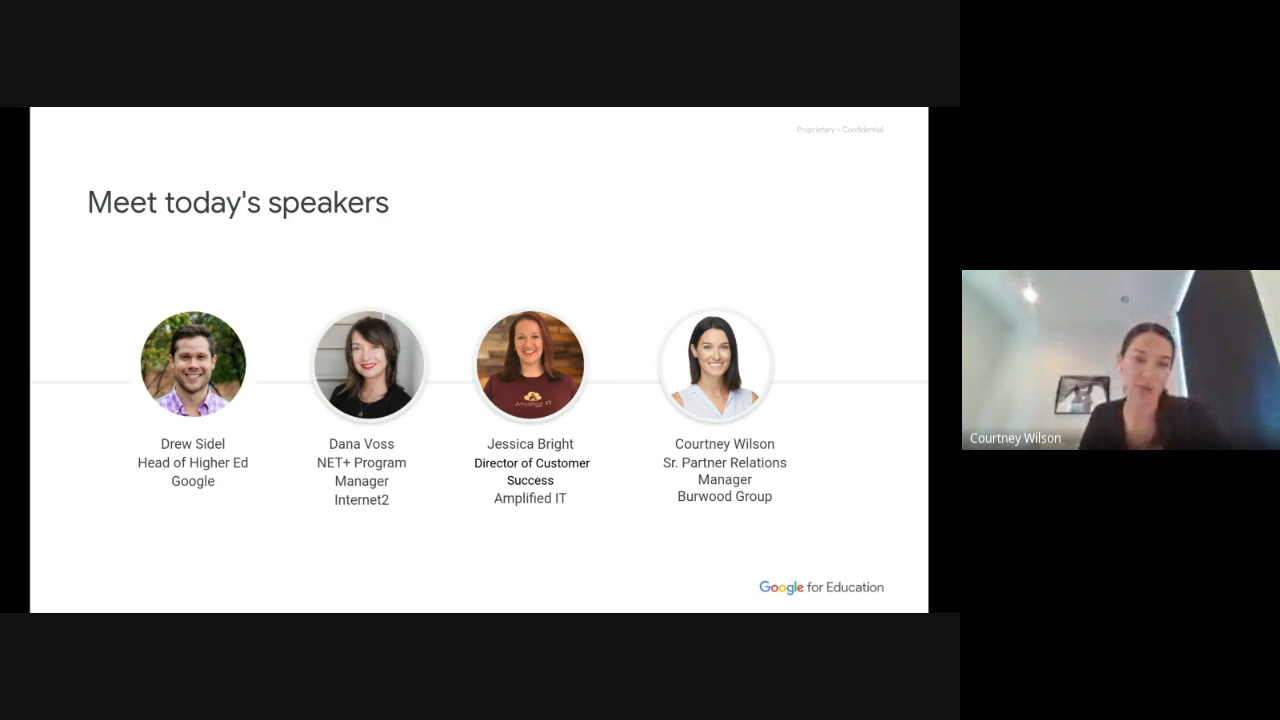 Proprietary + Confidential
Meet today's speakers
Drew Sidel
Head of Higher Ed
Google
Dana Voss
NET+ Program
Manager
Internet2
Jessica Bright
Director of Customer
Success
Amplified IT
Courtney Wilson
Sr. Partner Relations
Manager
Burwood Group
Amplified IT
Google for Education
Courtney Wilson